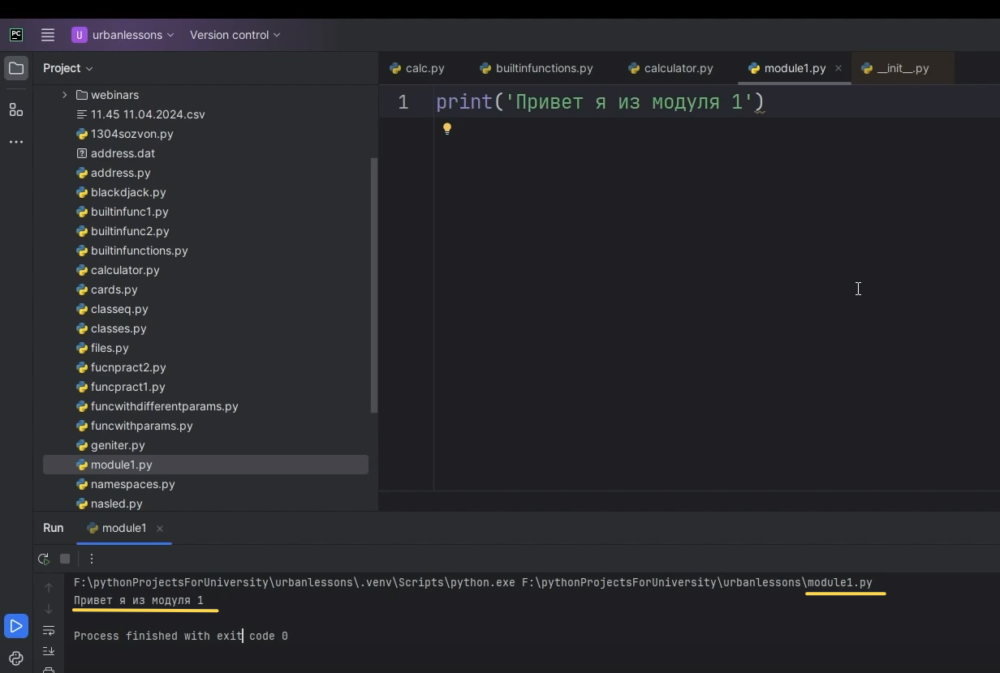 PC U urbanlessons Version control
Project calc.py builtinfunctions.py calculator.py module1.py __init__.py
webinars
11.45 11.04.2024.csv
1304sozvon.py
address.dat
address.py
blackdjack.py
builtinfunc1.py
builtinfunc2.py
builtinfunctions.py
calculator.py
cards.py
classeq.py
classes.py
files.py
fucnpract2.py
funcpract1.py
funcwithdifferentparams.py
funcwithparams.py
geniter.py
module1.py
namespaces.py
nasled.py
1 print('Привет я из модуля 1')
Run module1
F:\pythonProjectsForUniversity\urbanlessons\.venv\Scripts\python.exe F:\pythonProjectsForUniversity\urbanlessons\module1.py
Привет я из модуля 1
Process finished with exit code 0